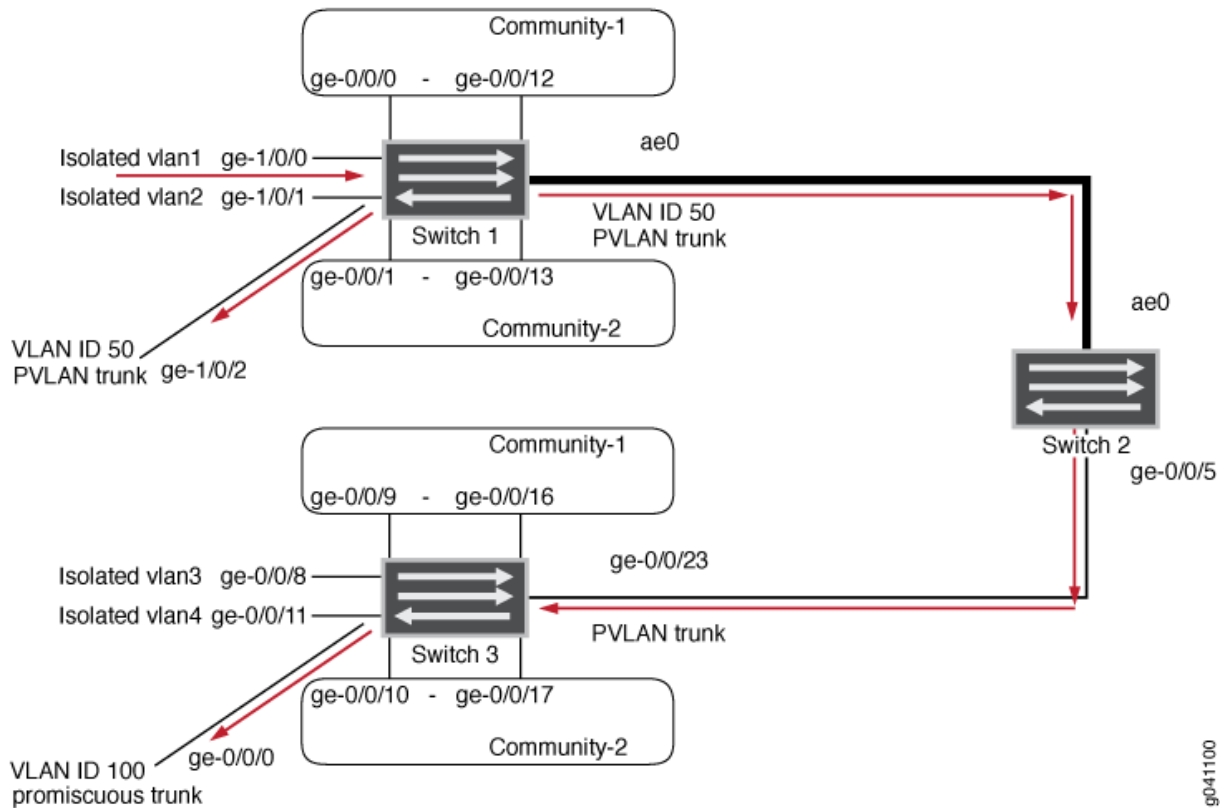 Community-1
ge-0/0/0 - ge-0/0/12
ae0
Isolated vlan1 ge-1/0/0
Isolated vlan2 ge-1/0/1
VLAN ID 50
PVLAN trunk
Switch 1
ge-0/0/1 - ge-0/0/13
Community-2
ae0
VLAN ID 50
PVLAN trunk ge-1/0/2
Switch 2
ge-0/0/5
Community-1
ge-0/0/9 - ge-0/0/16
ge-0/0/23
Isolated vlan3 ge-0/0/8
Isolated vlan4 ge-0/0/11
PVLAN trunk
Switch 3
ge-0/0/10 - ge-0/0/17
Community-2
ge-0/0/0
VLAN ID 100
promiscuous trunk
g041100